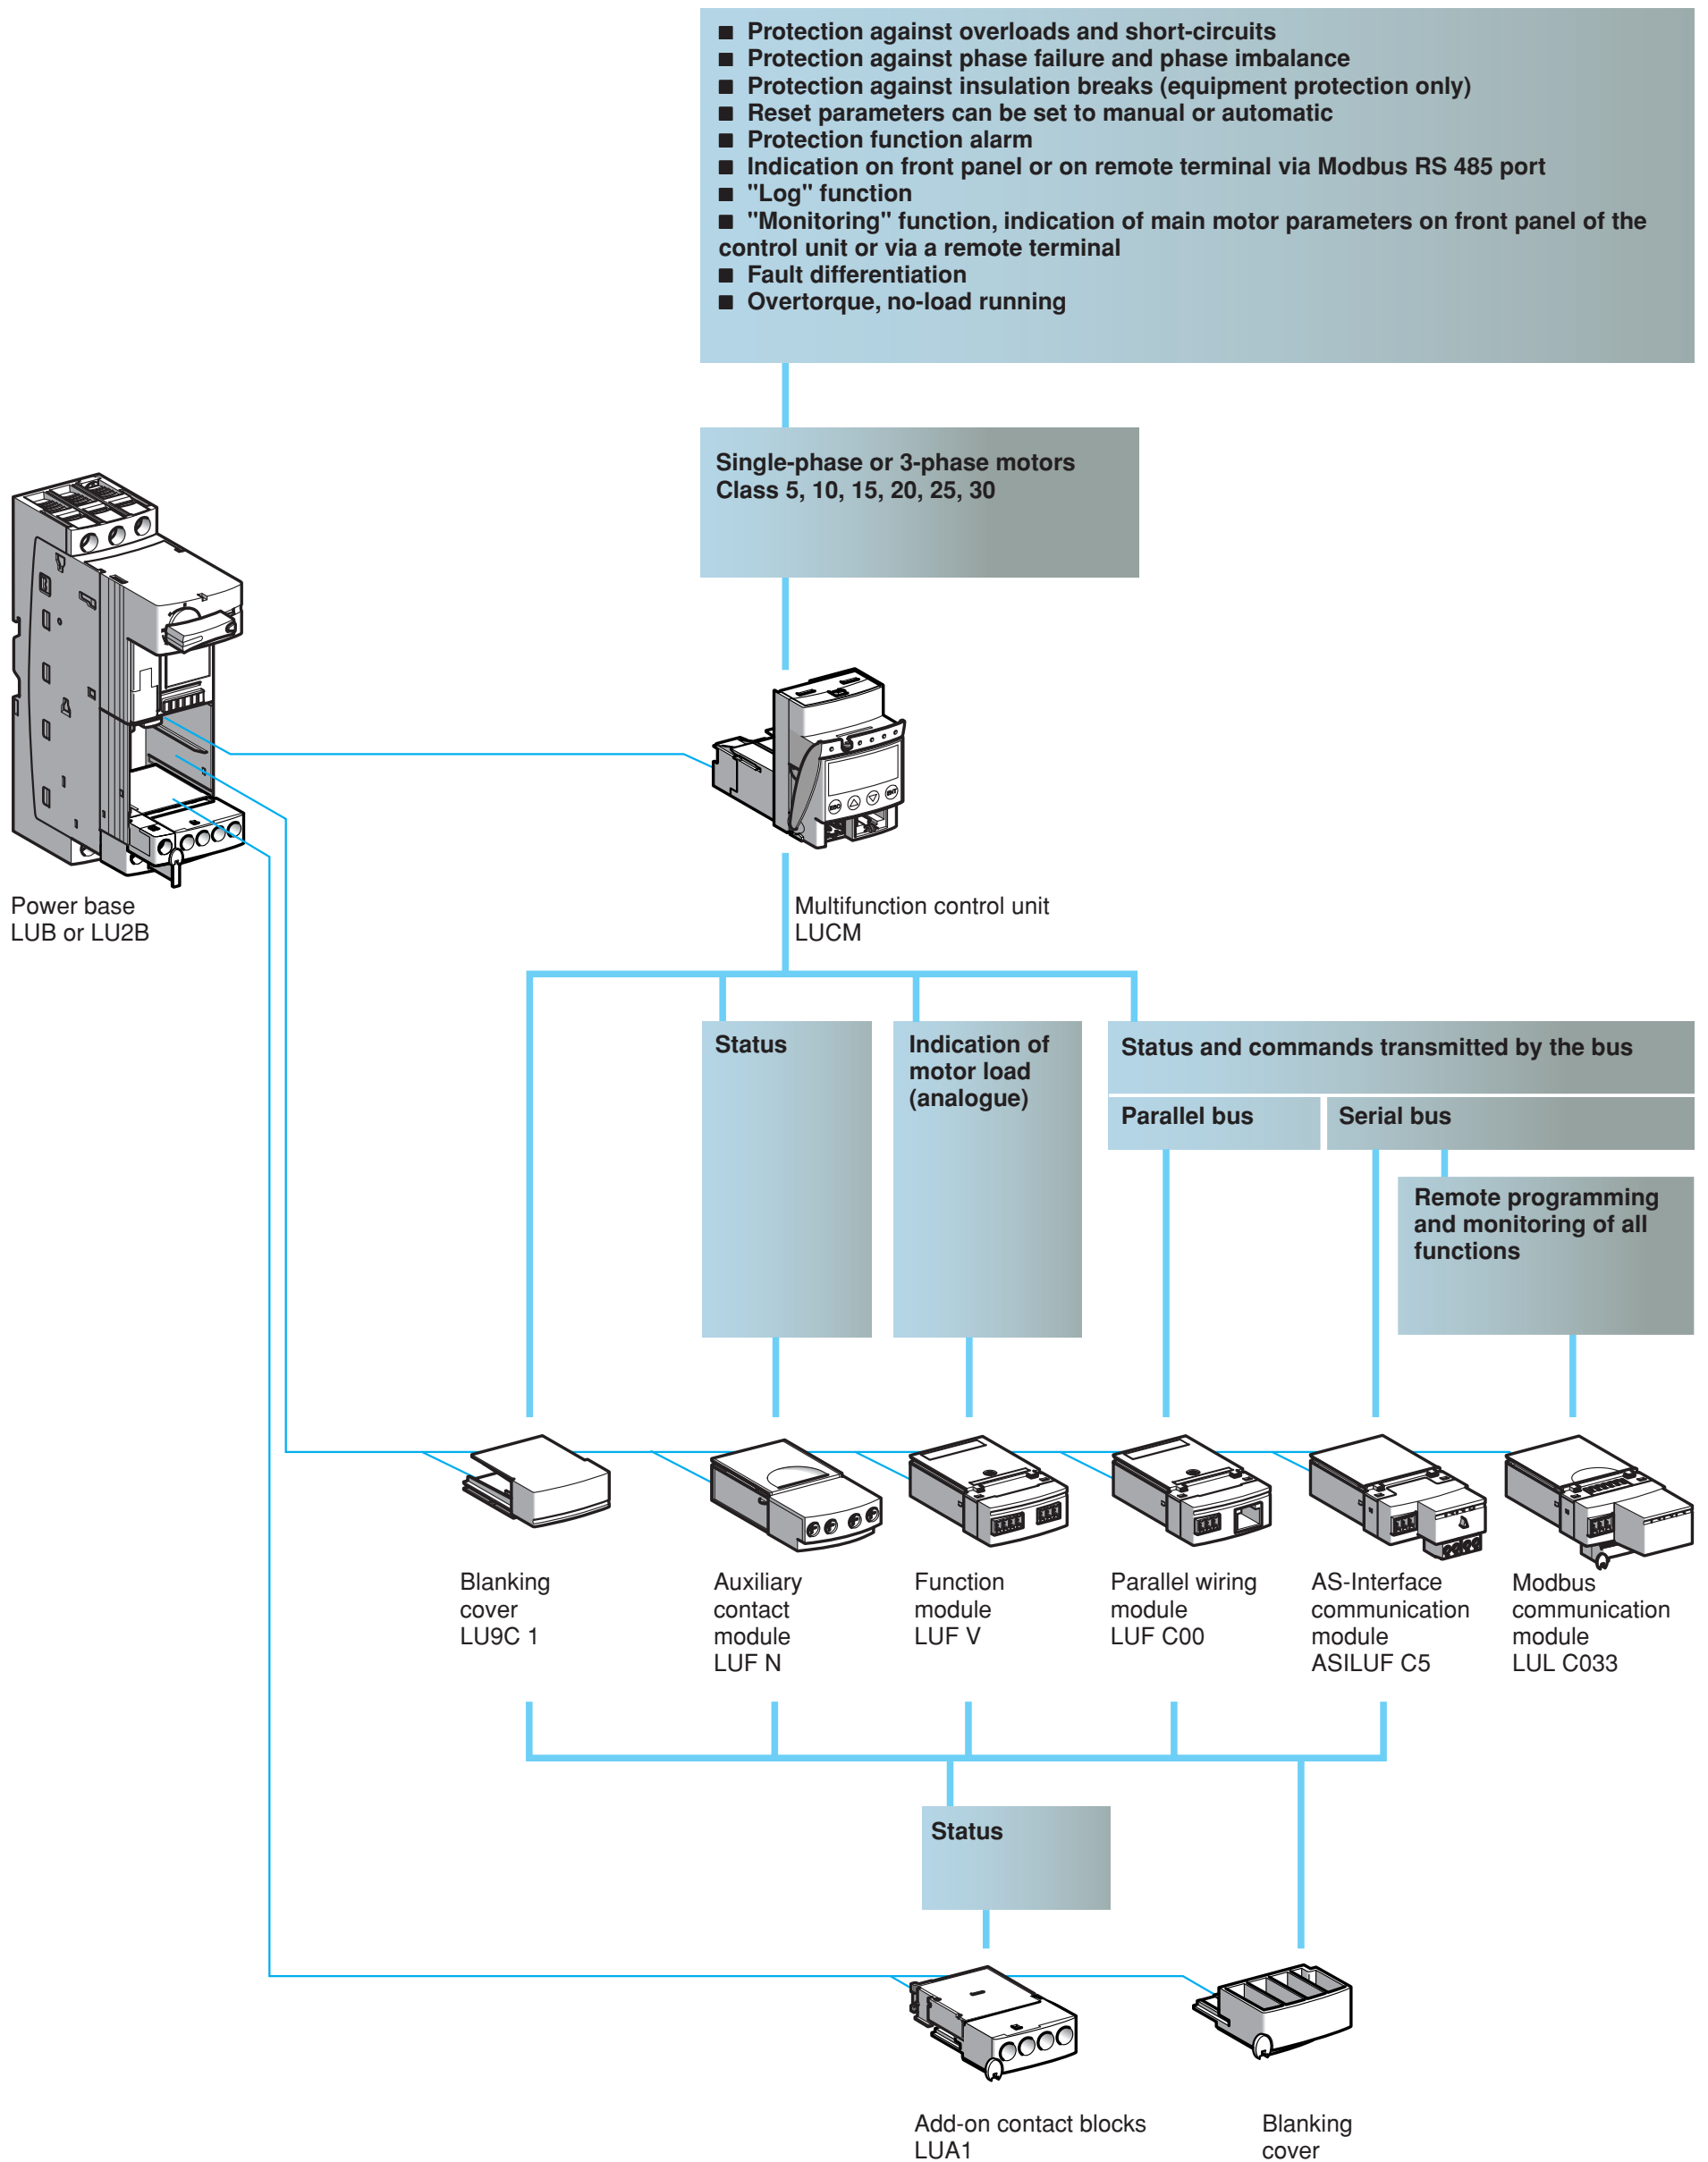 ■ Protection against overloads and short-circuits
■ Protection against phase failure and phase imbalance
■ Protection against insulation breaks (equipment protection only)
■ Reset parameters can be set to manual or automatic
■ Protection function alarm
■ Indication on front panel or on remote terminal via Modbus RS 485 port
■ "Log" function
■ "Monitoring" function, indication of main motor parameters on front panel of the
control unit or via a remote terminal
■ Fault differentiation
■ Overtorque, no-load running
Single-phase or 3-phase motors
Class 5, 10, 15, 20, 25, 30
ESC
ENT
Power base
LUB or LU2B
Multifunction control unit
LUCM
Status
Indication of
motor load
(analogue)
Status and commands transmitted by the bus
Parallel bus
Serial bus
Remote programming
and monitoring of all
functions
Blanking
cover
LU9C 1
Auxiliary
contact
module
LUF N
Function
module
LUF V
Parallel wiring
module
LUF C00
AS-Interface
communication
module
ASILUF C5
Modbus
communication
module
LUL C033
Status
Add-on contact blocks
LUA1
Blanking
cover